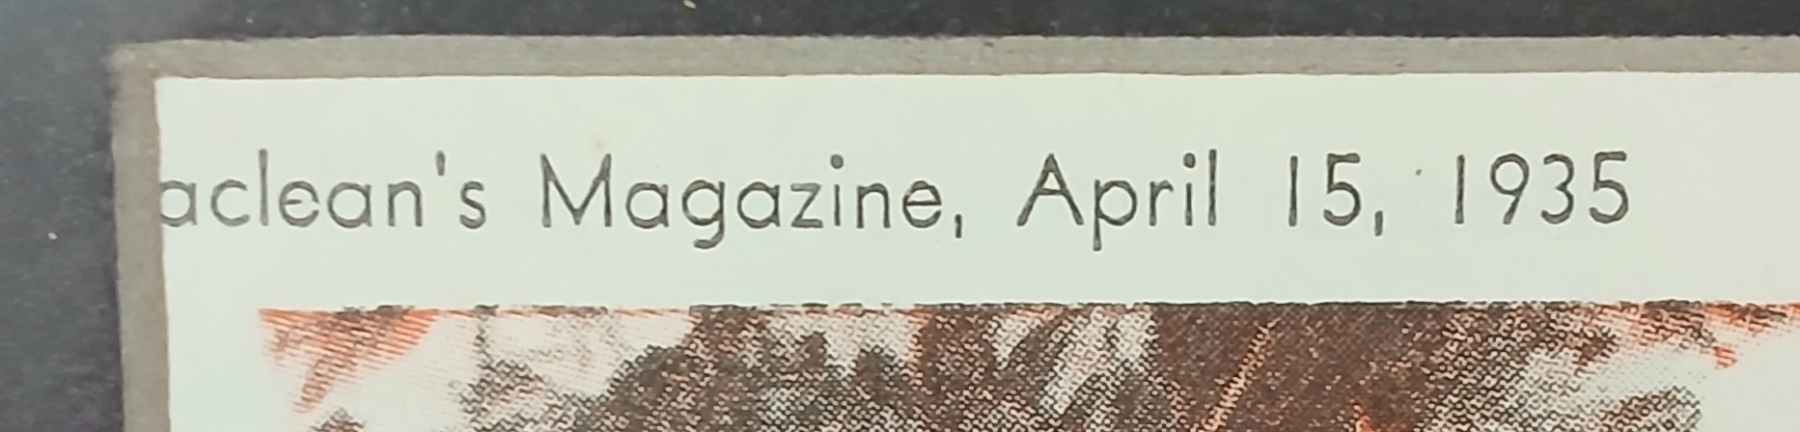 aclean's Magazine, April 15, 1935